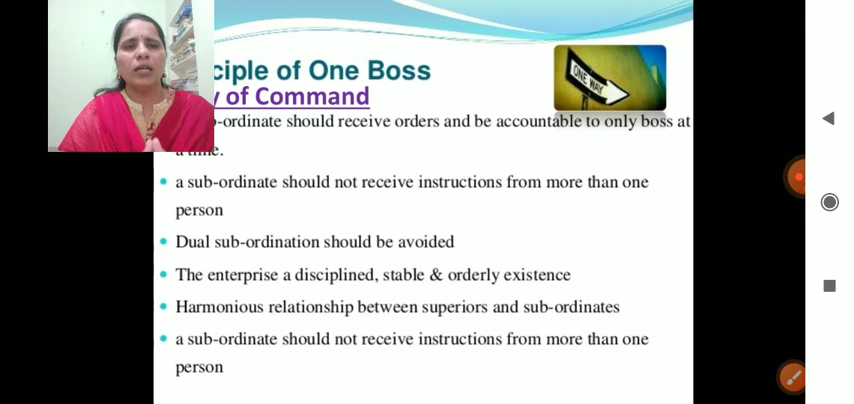 ciple of One Boss
ONE WAY
y of Command
-ordinate should receive orders and be accountable to only boss at
a time.
a sub-ordinate should not receive instructions from more than one
person
Dual sub-ordination should be avoided
The enterprise a disciplined, stable & orderly existence
Harmonious relationship between superiors and sub-ordinates
a sub-ordinate should not receive instructions from more than one
person